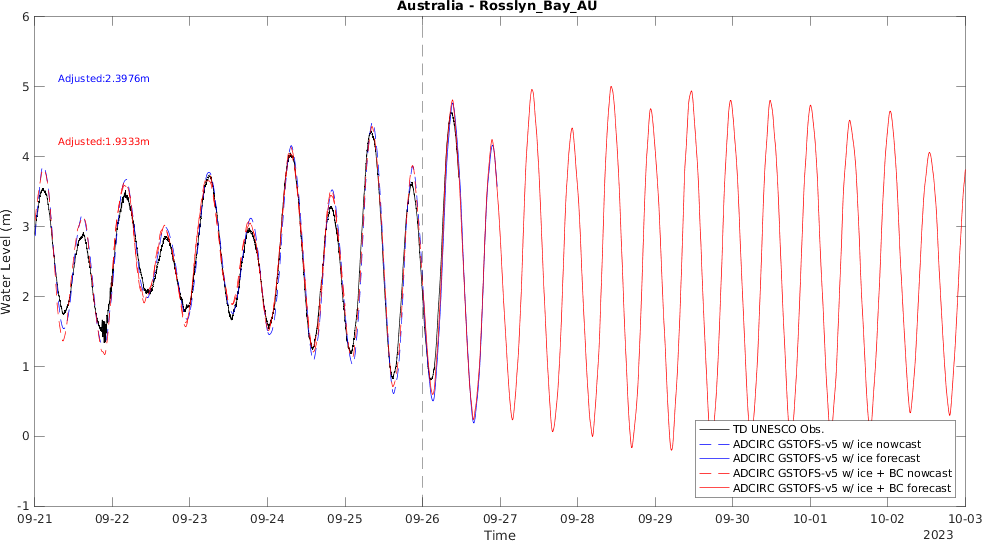 Australia - Rosslyn_Bay_AU
Water Level (m)
6
5
4
3
2
1
0
-1
Adjusted:2.3976m
Adjusted:1.9333m
TD UNESCO Obs.
ADCIRC GSTOFS-v5 w/ ice nowcast
ADCIRC GSTOFS-v5 w/ ice forecast
ADCIRC GSTOFS-v5 w/ ice + BC nowcast
ADCIRC GSTOFS-v5 w/ ice + BC forecast
09-21 09-22 09-23 09-24 09-25 09-26 09-27 09-28 09-29 09-30 10-01 10-02 10-03
Time
2023